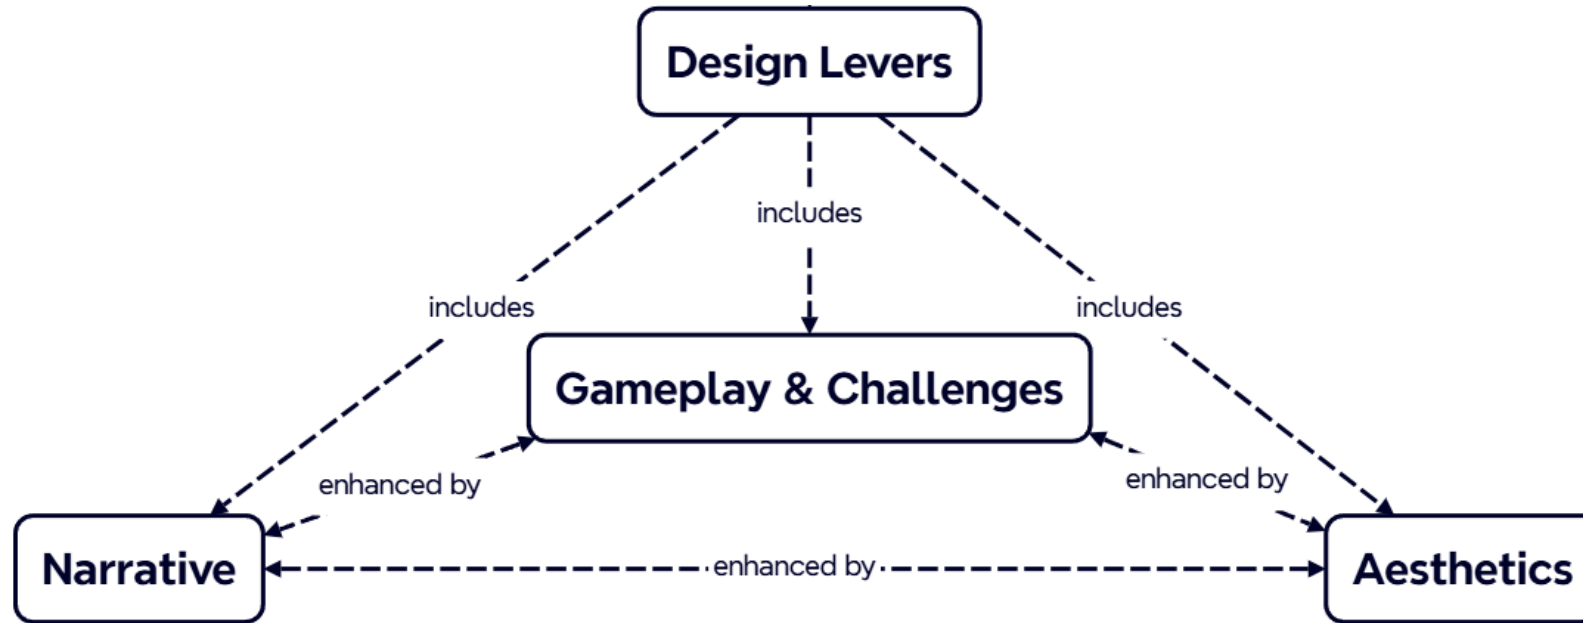 Design Levers
includes
includes
includes
Gameplay & Challenges
enhanced by
enhanced by
Narrative
enhanced by
Aesthetics